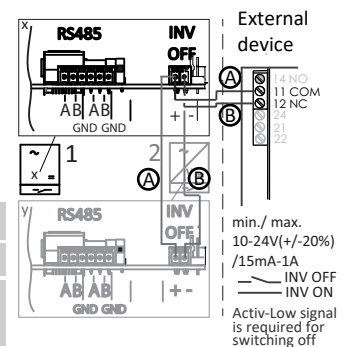 x
RS485
INV
OFF
AB AB
GND GND
+ -
External
device
A
14 NO
11 COM
12 NC
B
24
21
22
~
x =
1
2
~
A
B
y
RS485
INV
OFF
AB AB
GND GND
+ -
min./ max.
10-24V(+/-20%)
/15mA-1A
INV OFF
INV ON
Activ-Low signal
is required for
switching off